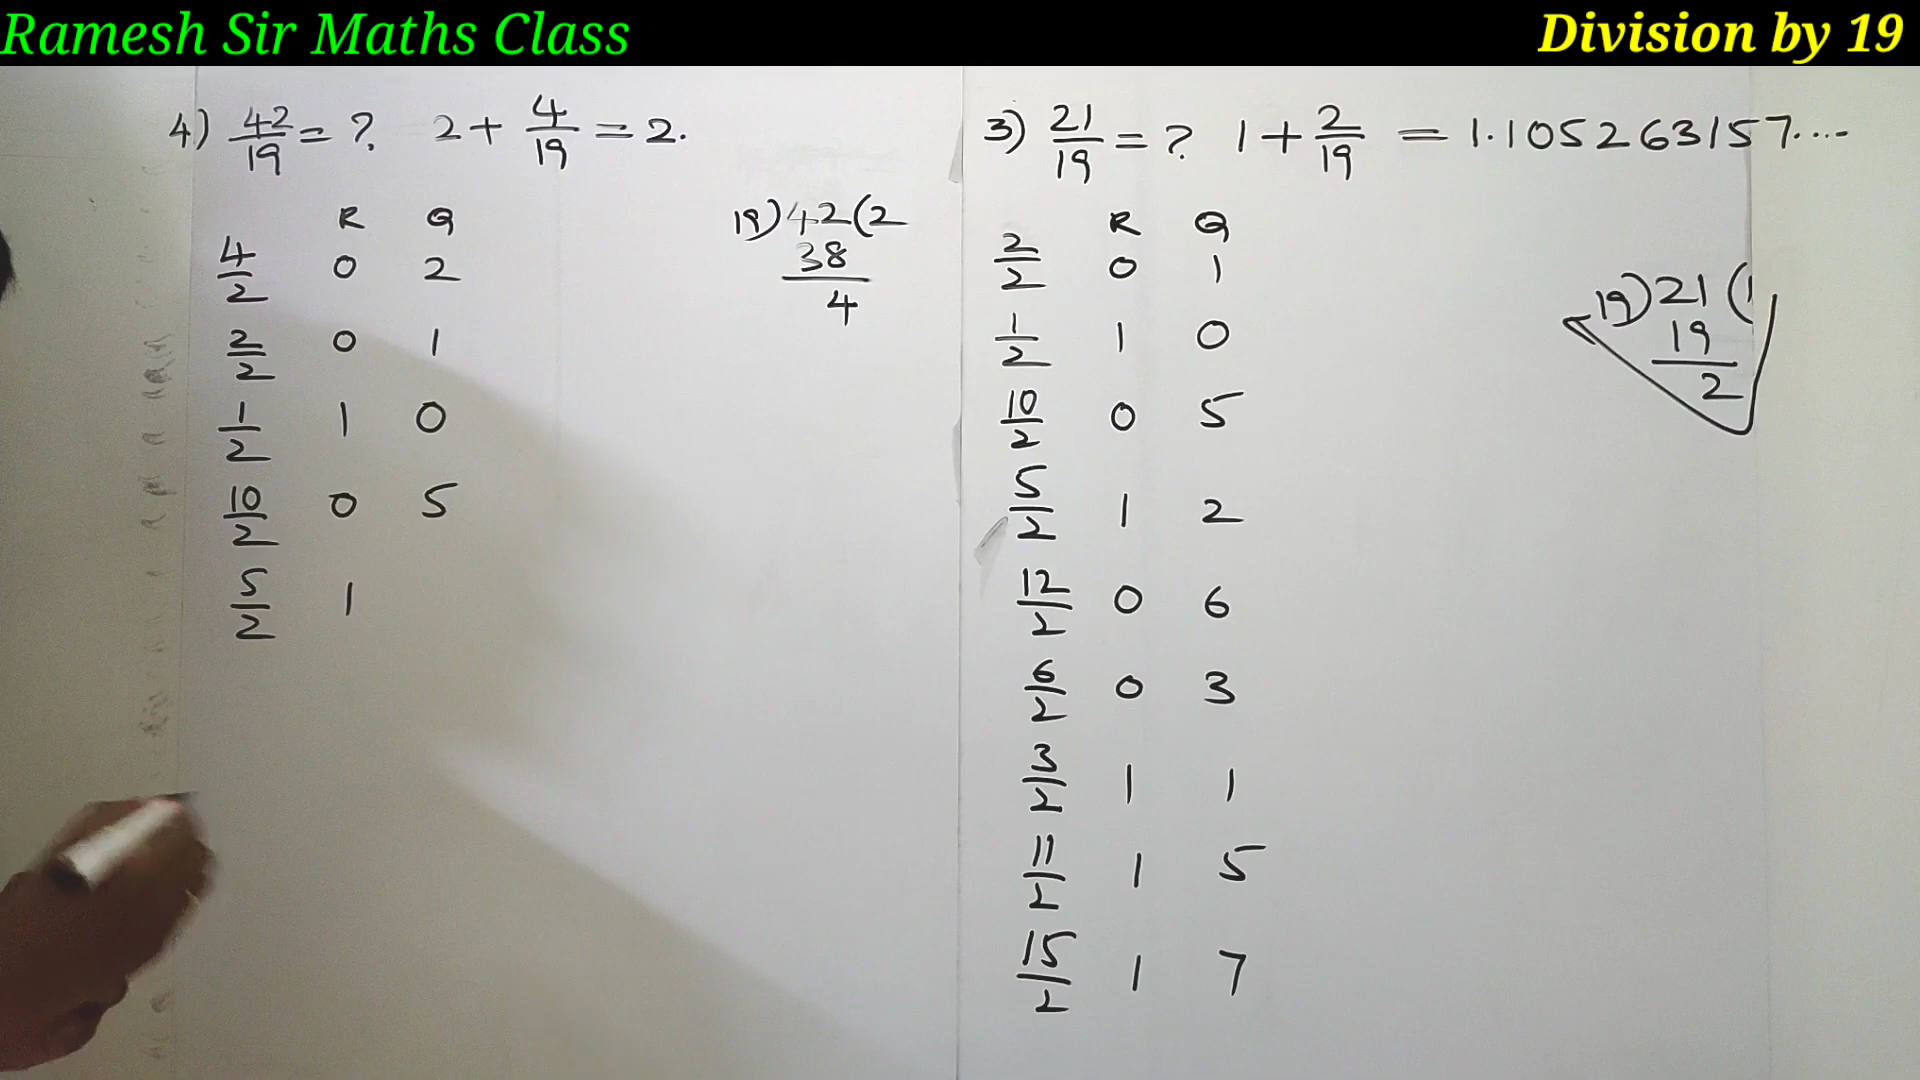 Ramesh Sir Maths Class
Division by 19
4) 42/19 = ? 2 + 4/19 = 2.
R Q
4/2 0 2
2/2 0 1
1/2 1 0
10/2 0 5
5/2 1
19)42(2
38
4
3) 21/19 = ? 1 + 2/19 = 1.105263157....
R Q
2/2 0 1
1/2 1 0
10/2 0 5
5/2 1 2
12/2 0 6
6/2 0 3
3/2 1 1
11/2 1 5
15/2 1 7
19)21(1
19
2